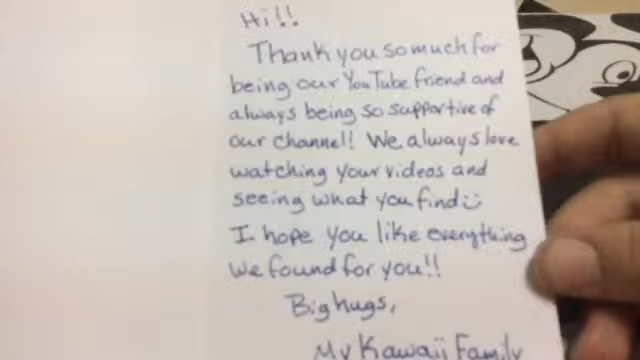 Hi!!
Thank you so much for
being our YouTube friend and
always being so supportive of
our channel! We always love
watching your videos and
seeing what you find
I hope you like everything
we found for you!!
Big hugs,
My Kawaii Family